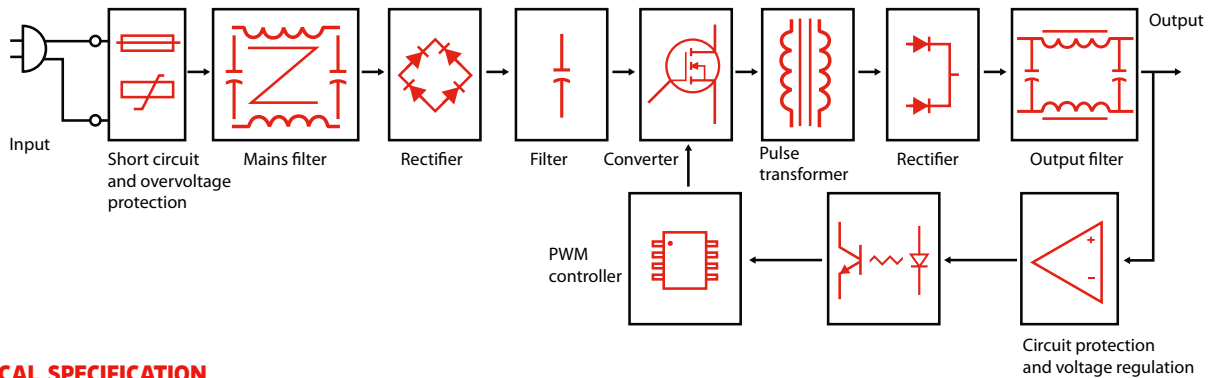 Output
Input
Short circuit
and overvoltage
protection
Mains filter
Rectifier
Filter
Converter
Pulse
transformer
Rectifier
Output filter
PWM
controller
+
−
Circuit protection
and voltage regulation
CAL SPECIFICATION